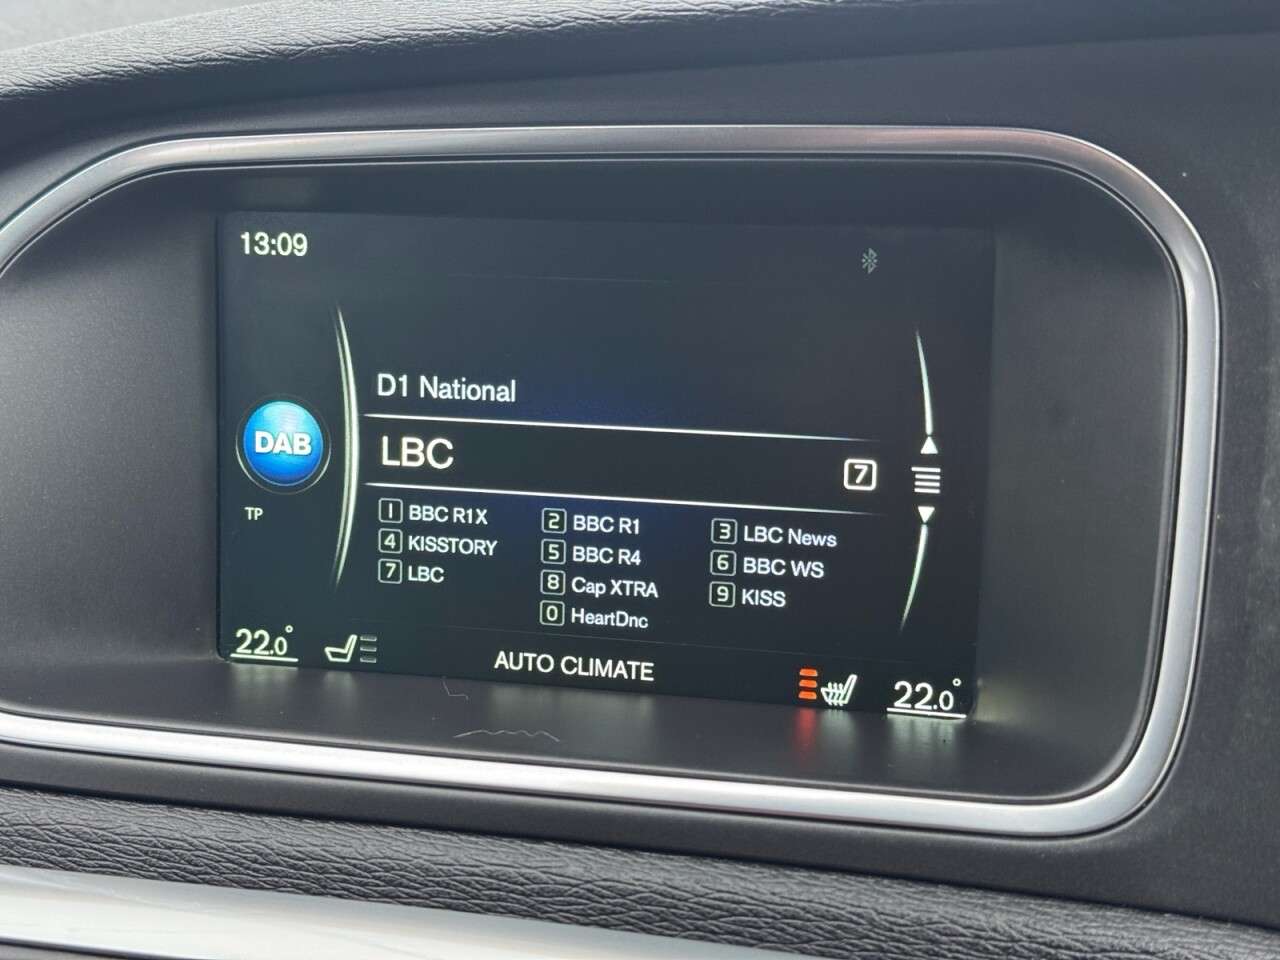 13:09
D1 National
DAB
LBC
7
TP
1 BBC R1X 2 BBC R1 3 LBC News
4 KISSTORY 5 BBC R4 6 BBC WS
7 LBC 8 Cap XTRA 9 KISS
0 HeartDnc
22.0° AUTO CLIMATE 22.0°